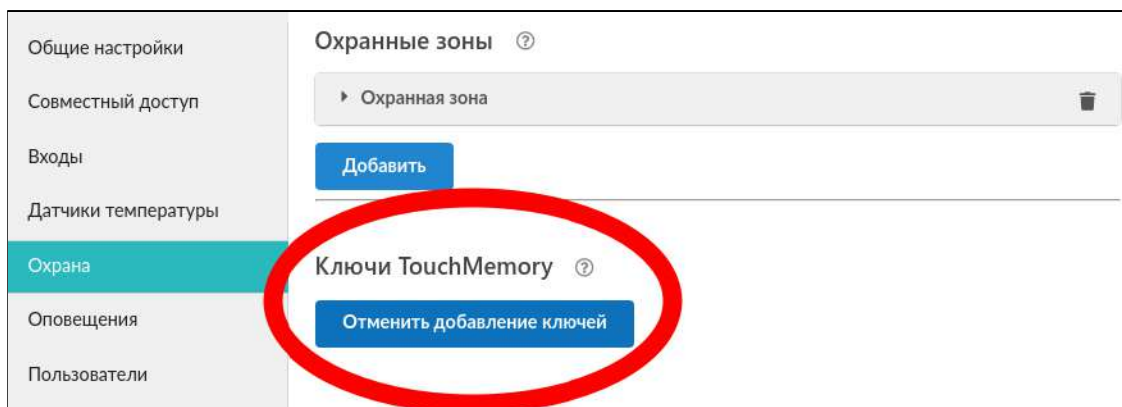 Общие настройки
Совместный доступ
Входы
Датчики температуры
Охрана
Оповещения
Пользователи
Охранные зоны ?
Охранная зона
Добавить
Ключи TouchMemory ?
Отменить добавление ключей